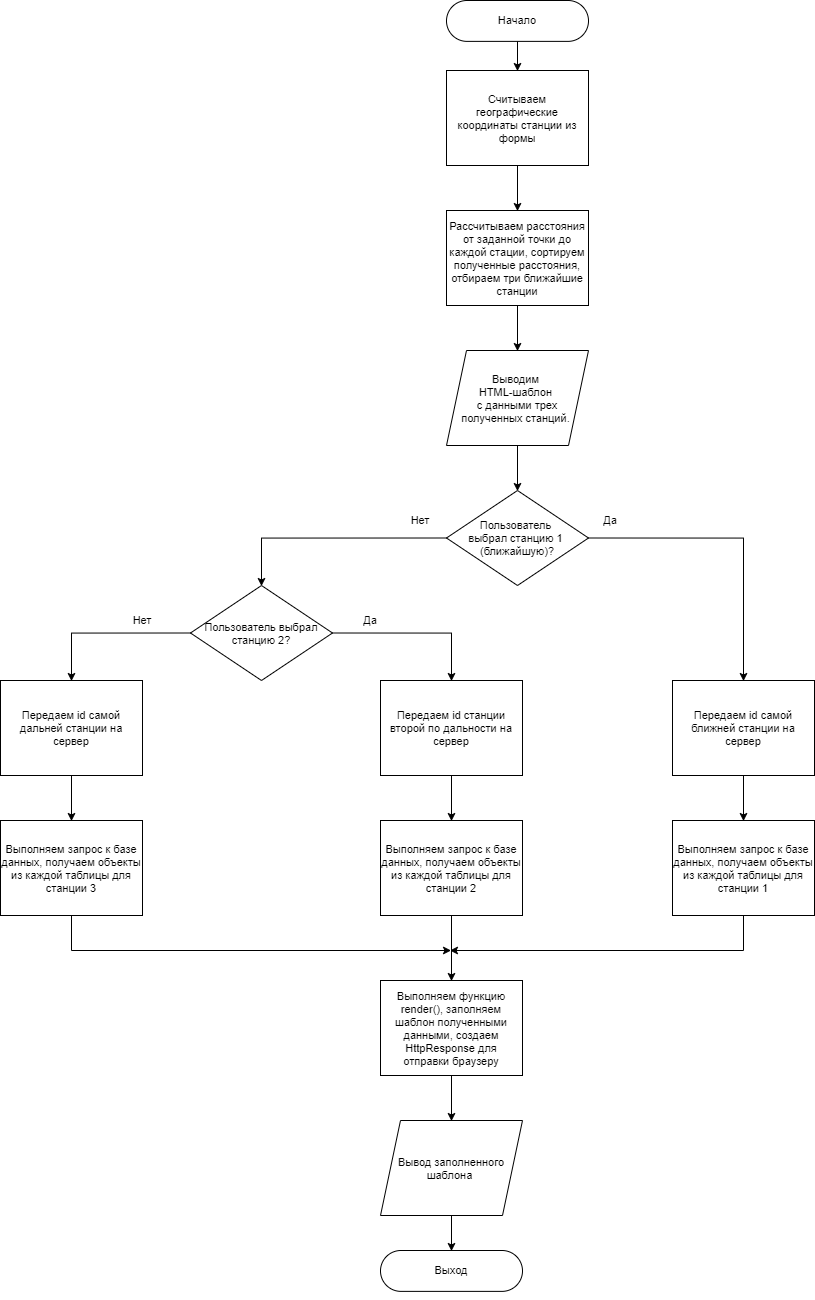 Начало
Считываем
географические
координаты станции из
формы
Рассчитываем расстояния
от заданной точки до
каждой стации, сортируем
полученные расстояния,
отбираем три ближайшие
станции
Выводим
HTML-шаблон
с данными трех
полученных станций.
Нет
Пользователь
выбрал станцию 1
(ближайшую)?
Да
Нет
Пользователь выбрал
станцию 2?
Да
Передаем id самой
дальней станции на
сервер
Передаем id станции
второй по дальности на
сервер
Передаем id самой
ближней станции на
сервер
Выполняем запрос к базе
данных, получаем объекты
из каждой таблицы для
станции 3
Выполняем запрос к базе
данных, получаем объекты
из каждой таблицы для
станции 2
Выполняем запрос к базе
данных, получаем объекты
из каждой таблицы для
станции 1
Выполняем функцию
render(), заполняем
шаблон полученными
данными, создаем
HttpResponse для
отправки браузеру
Вывод заполненного
шаблона
Выход